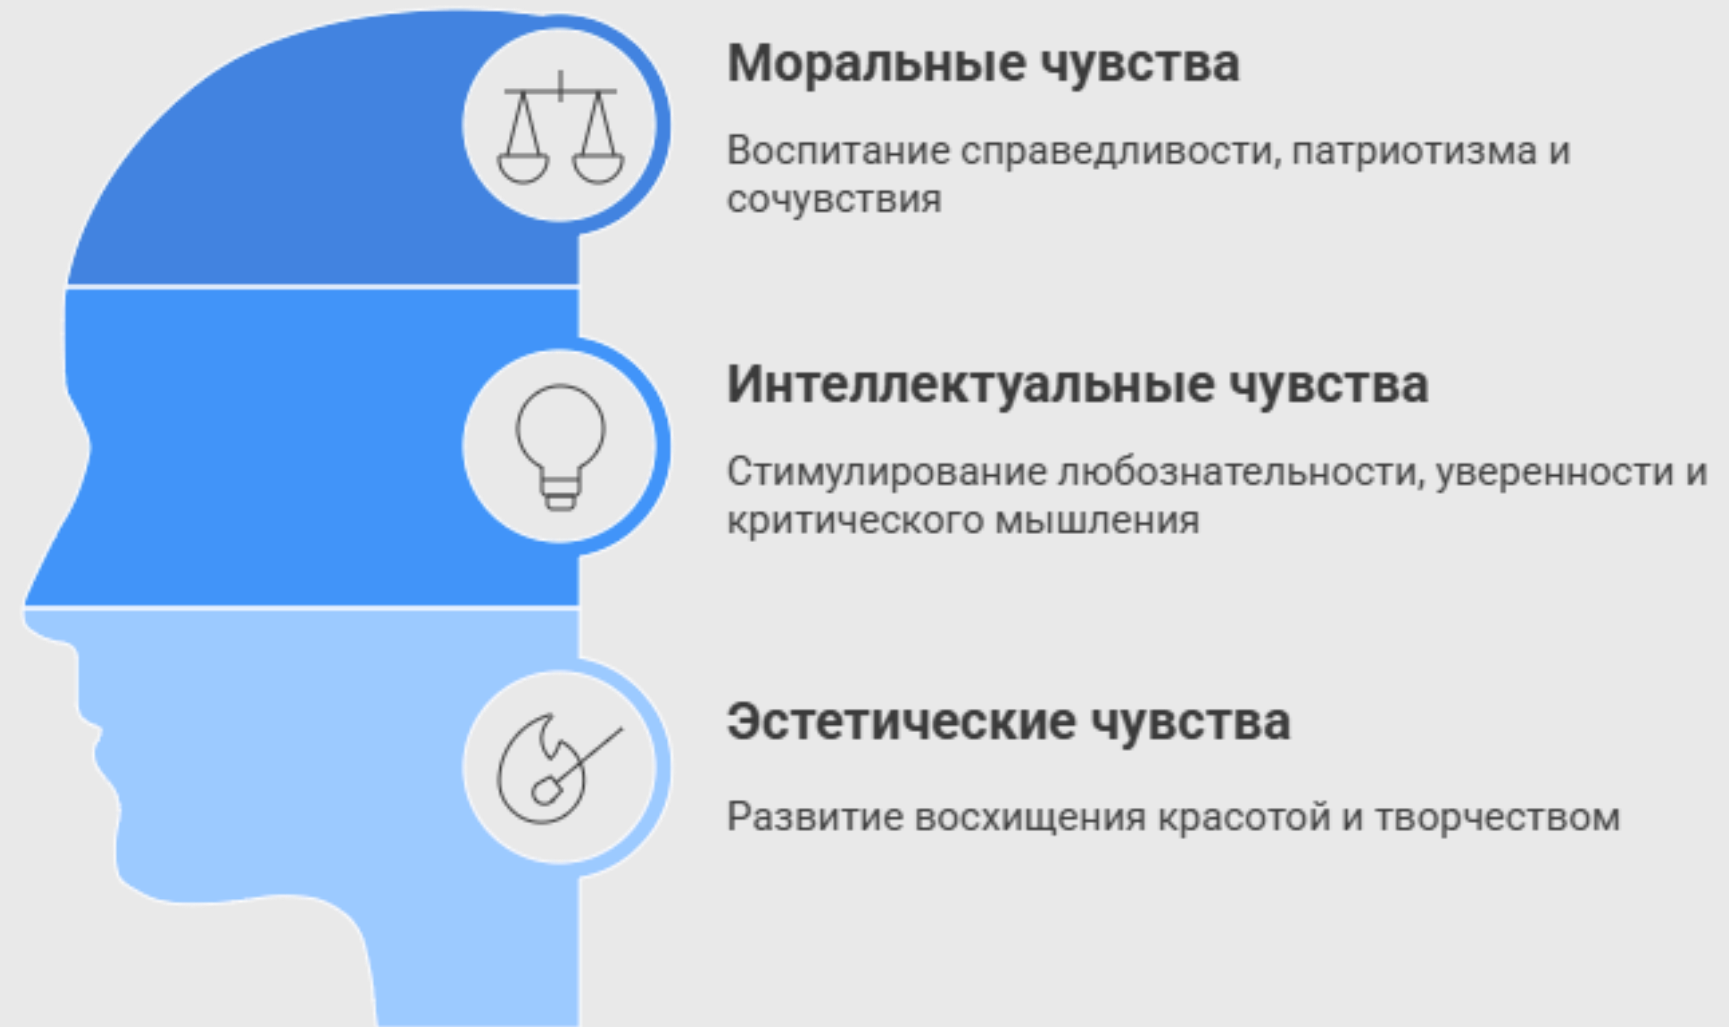 Моральные чувства
Воспитание справедливости, патриотизма и
сочувствия
Интеллектуальные чувства
Стимулирование любознательности, уверенности и
критического мышления
Эстетические чувства
Развитие восхищения красотой и творчеством